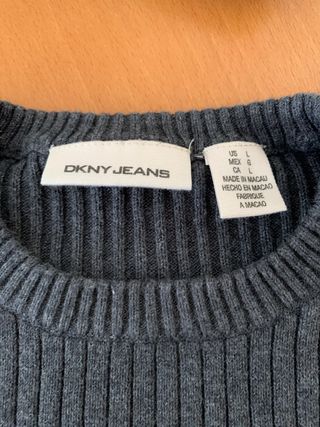 DKNY JEANS
US L
MEX G
CA L
MADE IN MACAU
HECHO EN MACAO
FABRIQUE
A MACAO